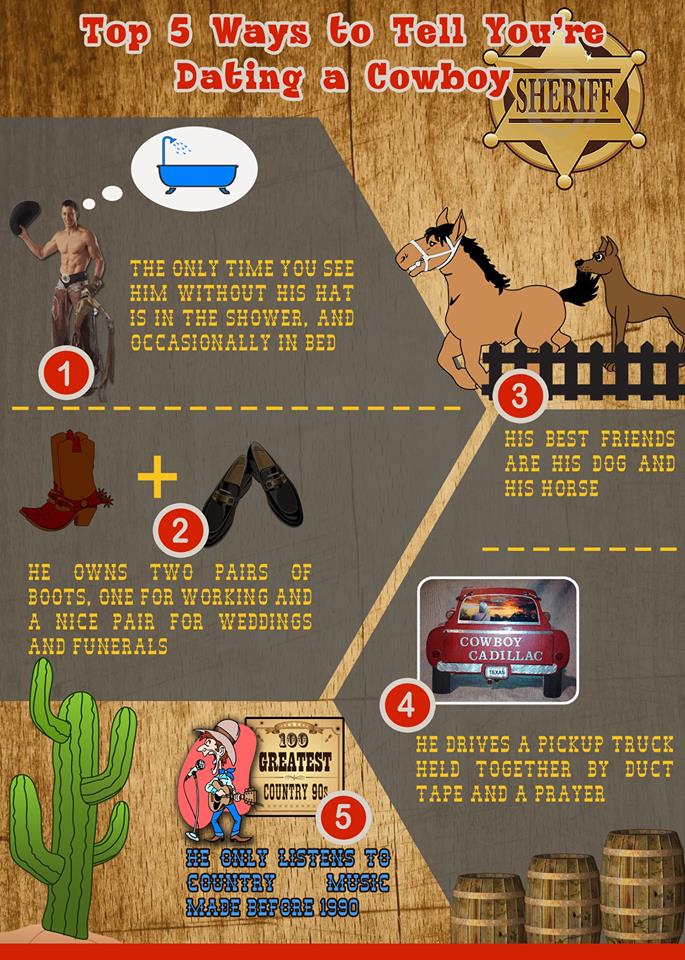 Top 5 Ways to Tell You're
Dating a Cowboy
SHERIFF
THE ONLY TIME YOU SEE
HIM WITHOUT HIS HAT
IS IN THE SHOWER, AND
OCCASIONALLY IN BED
1
2
HE OWNS TWO PAIRS OF
BOOTS, ONE FOR WORKING AND
A NICE PAIR FOR WEDDINGS
AND FUNERALS
3
HIS BEST FRIENDS
ARE HIS DOG AND
HIS HORSE
COWBOY
CADILLAC
TEXAS
4
HE DRIVES A PICKUP TRUCK
HELD TOGETHER BY DUCT
TAPE AND A PRAYER
100
GREATEST
COUNTRY 90s
5
HE ONLY LISTENS TO
COUNTRY MUSIC
MADE BEFORE 1990